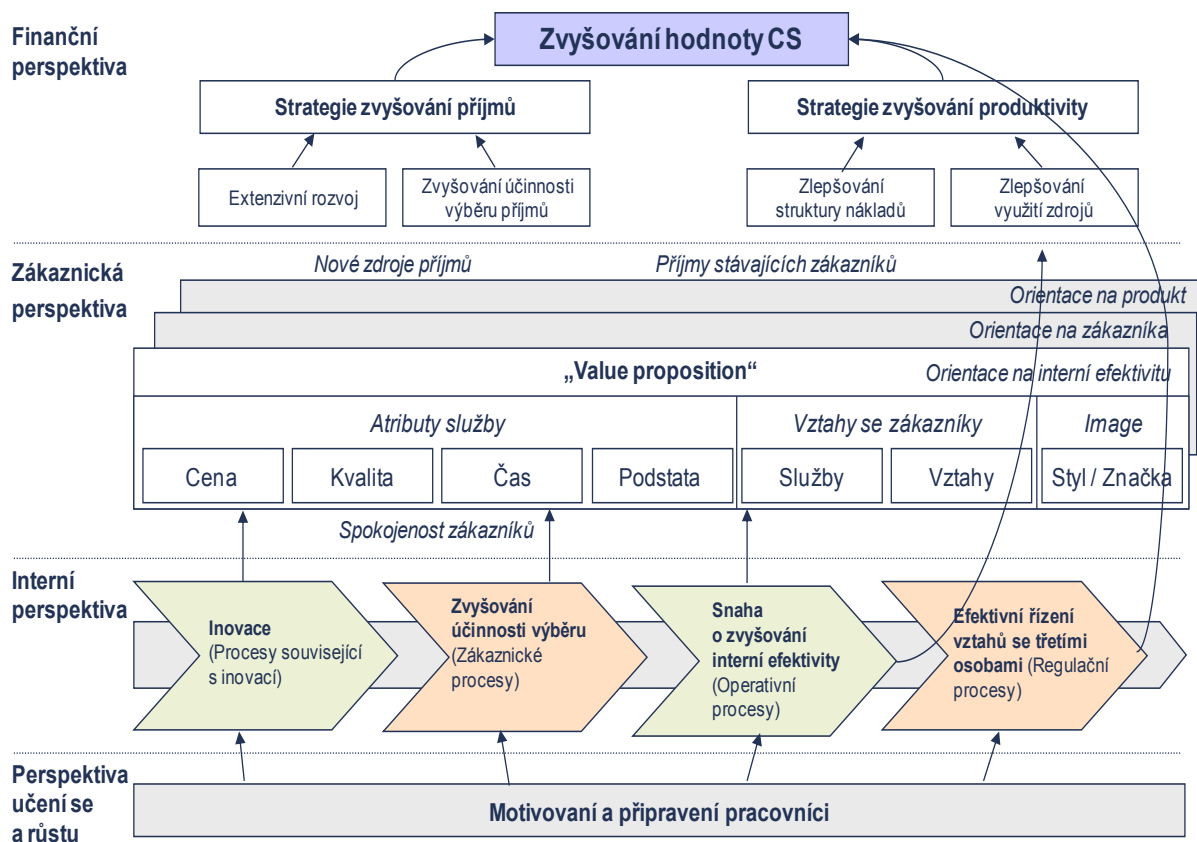 Finanční
perspektiva
Zvyšování hodnoty CS
Strategie zvyšování příjmů
Strategie zvyšování produktivity
Extenzivní rozvoj
Zvyšování účinnosti
výběru příjmů
Zlepšování
struktury nákladů
Zlepšování
využití zdrojů
Zákaznická
perspektiva
Nové zdroje příjmů
Příjmy stávajících zákazníků
Orientace na produkt
Orientace na zákazníka
„Value proposition“
Orientace na interní efektivitu
Atributy služby
Vztahy se zákazníky
Image
Cena
Kvalita
Čas
Podstata
Služby
Vztahy
Styl / Značka
Spokojenost zákazníků
Interní
perspektiva
Inovace
(Procesy související
s inovací)
Zvyšování
účinnosti výběru
(Zákaznické
procesy)
Snaha
o zvyšování
interní efektivity
(Operativní
procesy)
Efektivní řízení
vztahů se třetími
osobami (Regulační
procesy)
Perspektiva
učení se
a růstu
Motivovaní a připravení pracovníci